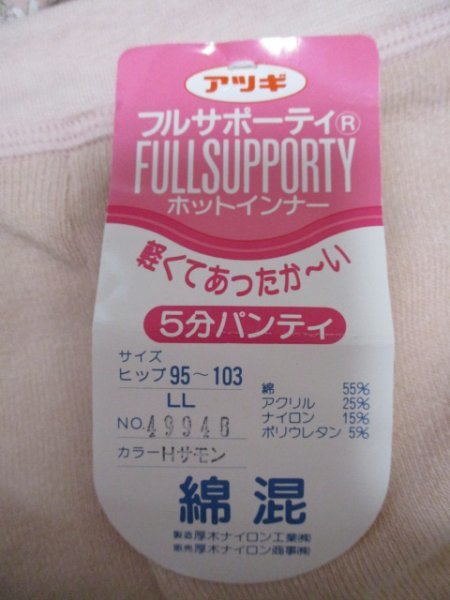 アツギ
フルサポーティ®
FULLSUPPORTY
ホットインナー
軽くてあったか〜い
5分パンティ
サイズ
ヒップ95〜103
LL
NO.49948
カラーHサモン
綿 55%
アクリル 25%
ナイロン 15%
ポリウレタン 5%
綿混
製造厚木ナイロン工業㈱
販売厚木ナイロン商事㈱